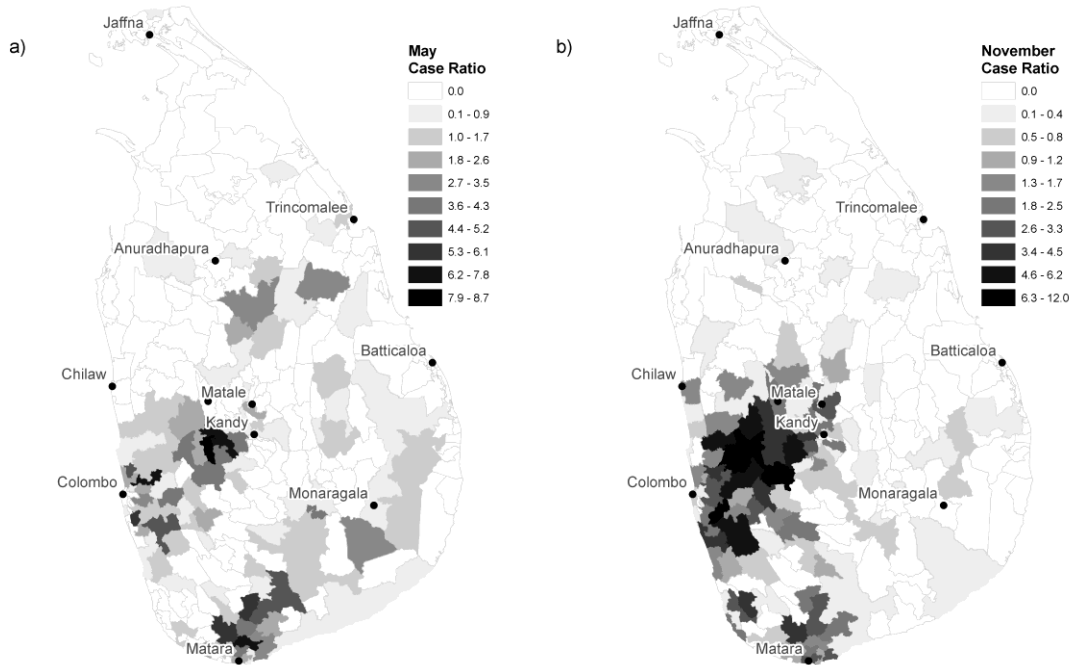 a)
Jaffna
May
Case Ratio
0.0
0.1 - 0.9
1.0 - 1.7
1.8 - 2.6
2.7 - 3.5
3.6 - 4.3
4.4 - 5.2
5.3 - 6.1
6.2 - 7.8
7.9 - 8.7
Trincomalee
Anuradhapura
Batticaloa
Chilaw
Matale
Kandy
Colombo
Monaragala
Matara
b)
Jaffna
November
Case Ratio
0.0
0.1 - 0.4
0.5 - 0.8
0.9 - 1.2
1.3 - 1.7
1.8 - 2.5
2.6 - 3.3
3.4 - 4.5
4.6 - 6.2
6.3 - 12.0
Trincomalee
Anuradhapura
Batticaloa
Chilaw
Matale
Kandy
Colombo
Monaragala
Matara